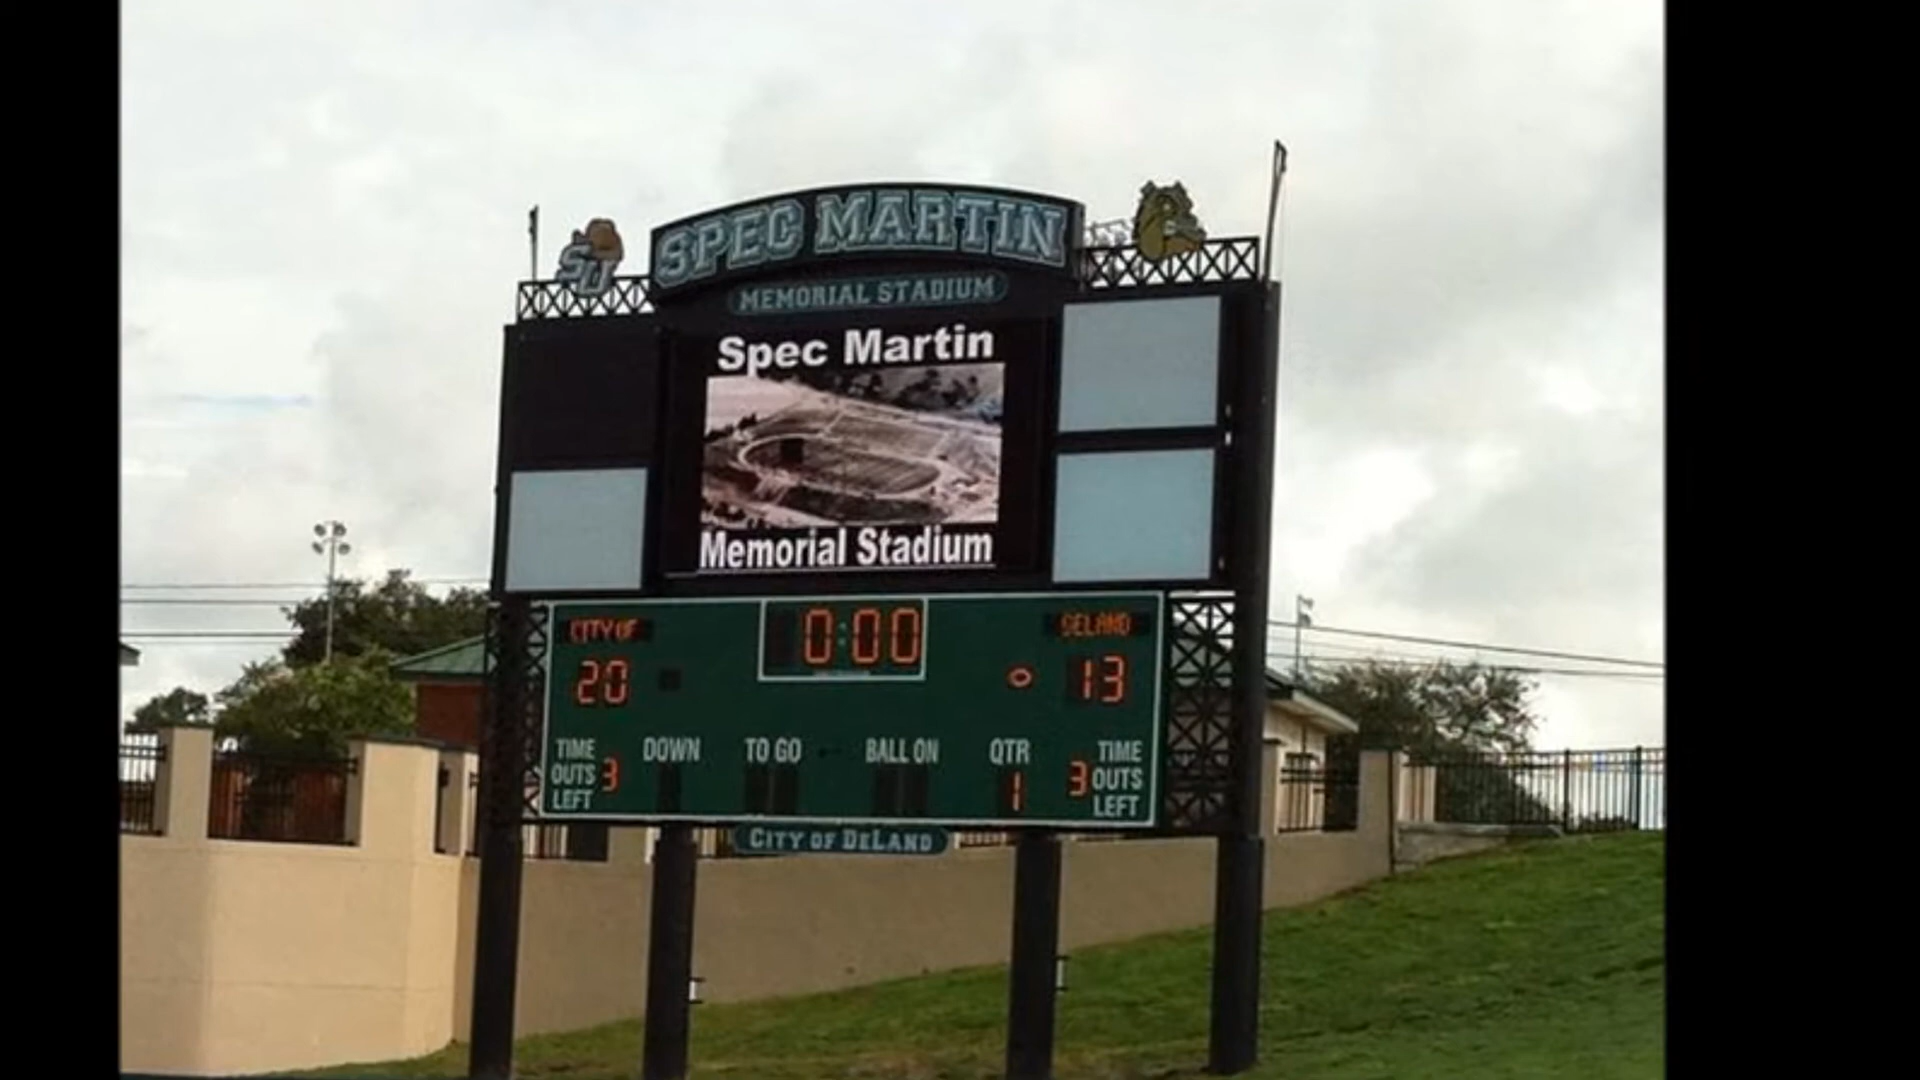 SU
SPEC MARTIN
MEMORIAL STADIUM
Spec Martin
Memorial Stadium
CITY OF
0:00
DELAND
20
13
TIME OUTS LEFT 3
DOWN
TO GO
BALL ON
QTR 1
3 TIME OUTS LEFT
CITY OF DELAND